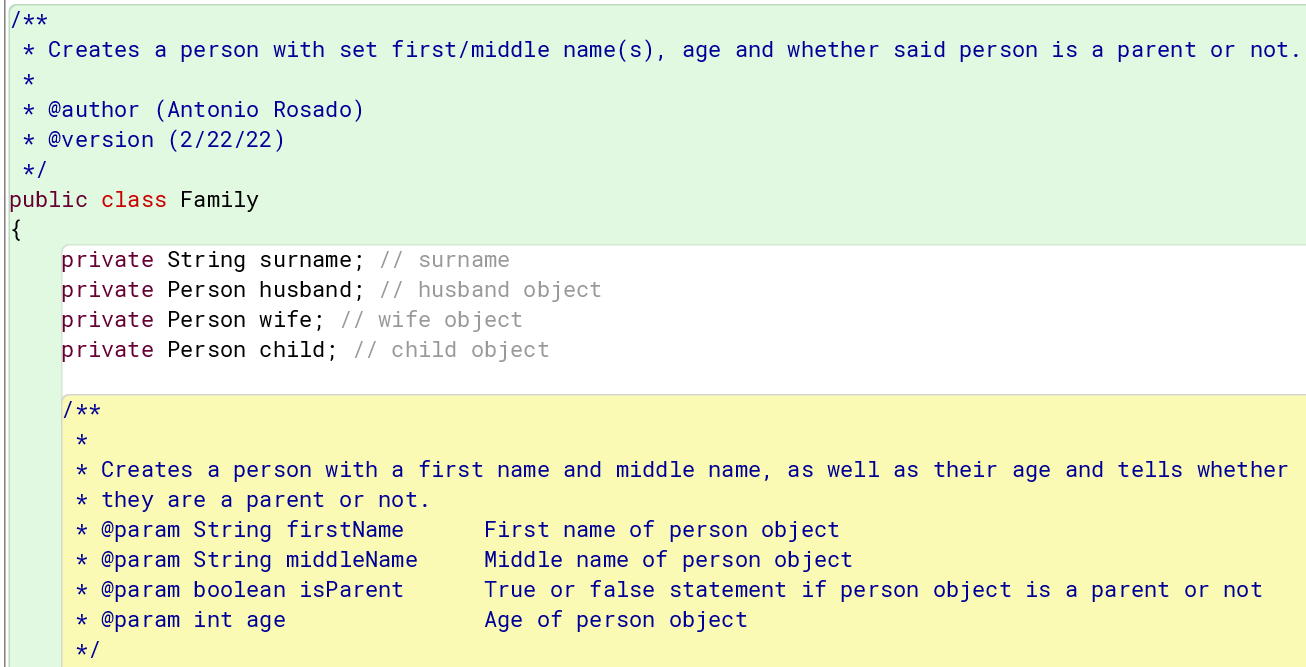 /**
 * Creates a person with set first/middle name(s), age and whether said person is a parent or not.
 *
 * @author (Antonio Rosado)
 * @version (2/22/22)
 */
public class Family
{
    private String surname; // surname
    private Person husband; // husband object
    private Person wife; // wife object
    private Person child; // child object

    /**
     *
     * Creates a person with a first name and middle name, as well as their age and tells whether
     * they are a parent or not.
     * @param String firstName      First name of person object
     * @param String middleName     Middle name of person object
     * @param boolean isParent      True or false statement if person object is a parent or not
     * @param int age               Age of person object
     */